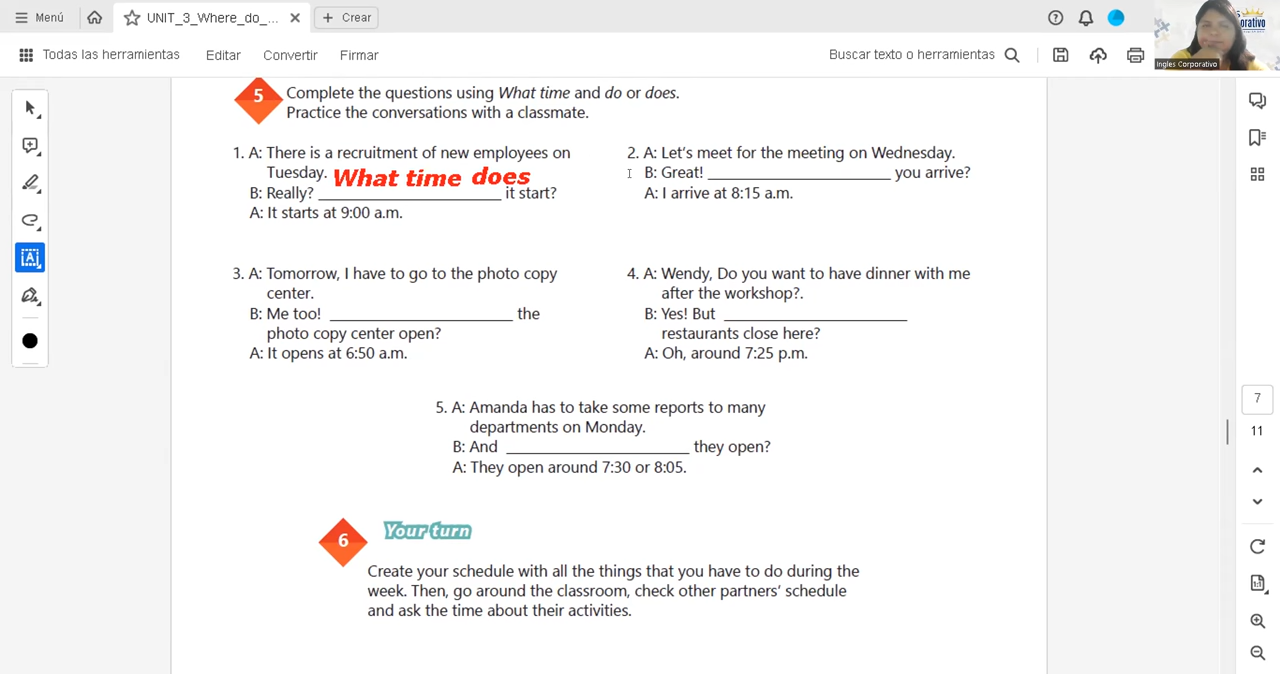 Menú
UNIT_3_Where_do_...
Crear
orativo
Ingles Corporativo
Todas las herramientas
Editar
Convertir
Firmar
Buscar texto o herramientas
5
Complete the questions using What time and do or does.
Practice the conversations with a classmate.
1. A: There is a recruitment of new employees on
Tuesday.
What time does
B: Really? ____________________ it start?
A: It starts at 9:00 a.m.
2. A: Let's meet for the meeting on Wednesday.
B: Great! ____________________ you arrive?
A: I arrive at 8:15 a.m.
3. A: Tomorrow, I have to go to the photo copy
center.
B: Me too! ____________________ the
photo copy center open?
A: It opens at 6:50 a.m.
4. A: Wendy, Do you want to have dinner with me
after the workshop?.
B: Yes! But ____________________
restaurants close here?
A: Oh, around 7:25 p.m.
5. A: Amanda has to take some reports to many
departments on Monday.
B: And ____________________ they open?
A: They open around 7:30 or 8:05.
6
Your turn
Create your schedule with all the things that you have to do during the
week. Then, go around the classroom, check other partners' schedule
and ask the time about their activities.
7
11